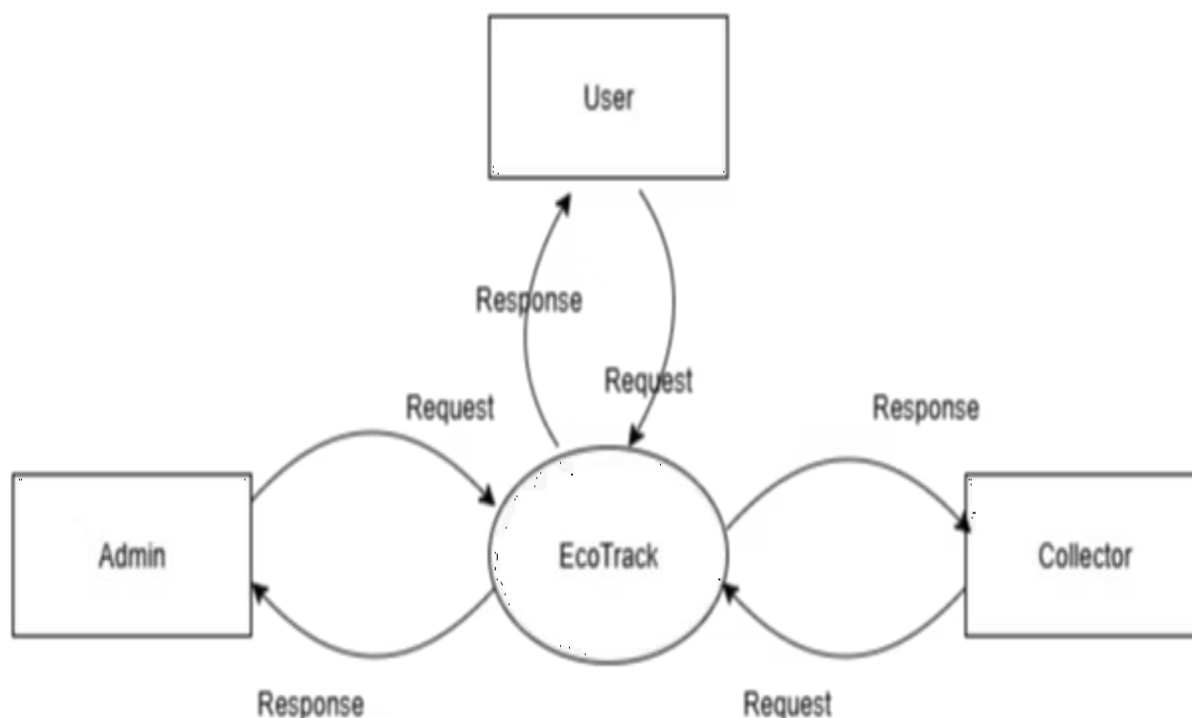 User
Response
Request
Request
Response
Admin
EcoTrack
Collector
Response
Request